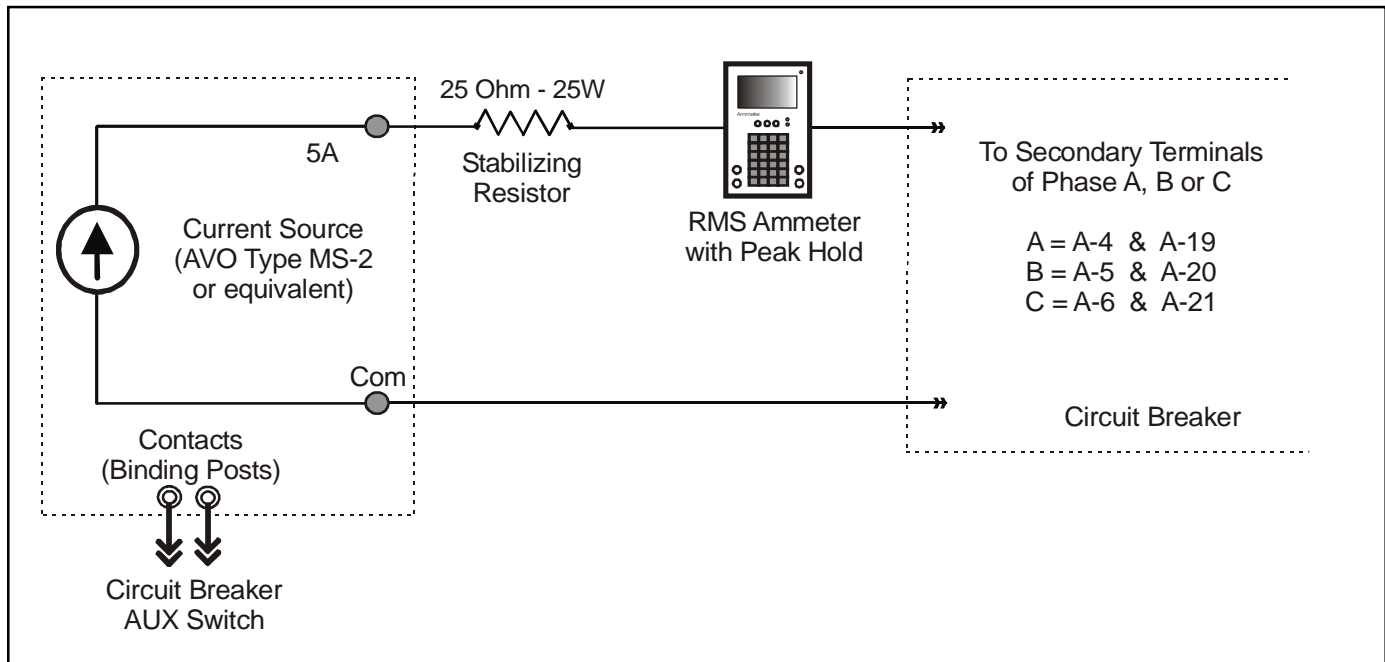 25 Ohm - 25W
Ammeter
5A
Stabilizing
Resistor
To Secondary Terminals
of Phase A, B or C
Current Source
(AVO Type MS-2
or equivalent)
RMS Ammeter
with Peak Hold
A = A-4 & A-19
B = A-5 & A-20
C = A-6 & A-21
Com
Circuit Breaker
Contacts
(Binding Posts)
Circuit Breaker
AUX Switch